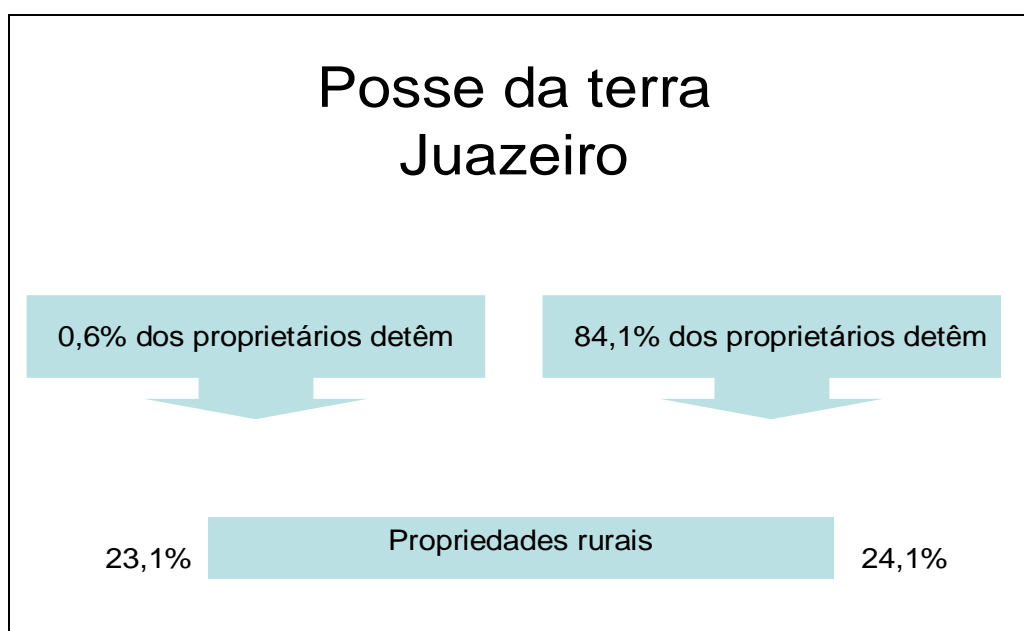 Posse da terra
Juazeiro
0,6% dos proprietários detêm
84,1% dos proprietários detêm
23,1%
Propriedades rurais
24,1%